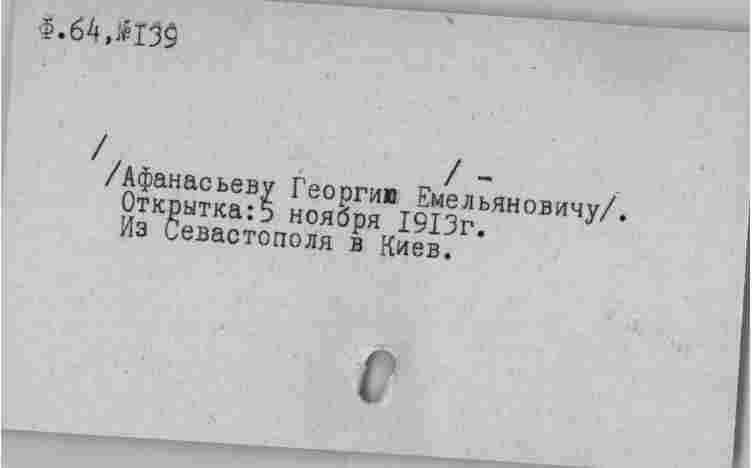 Ф.64,№I39
/
/ -
/Афанасьеву Георгию Емельяновичу/.
Открытка:5 ноября I9I3г.
Из Севастополя в Киев.